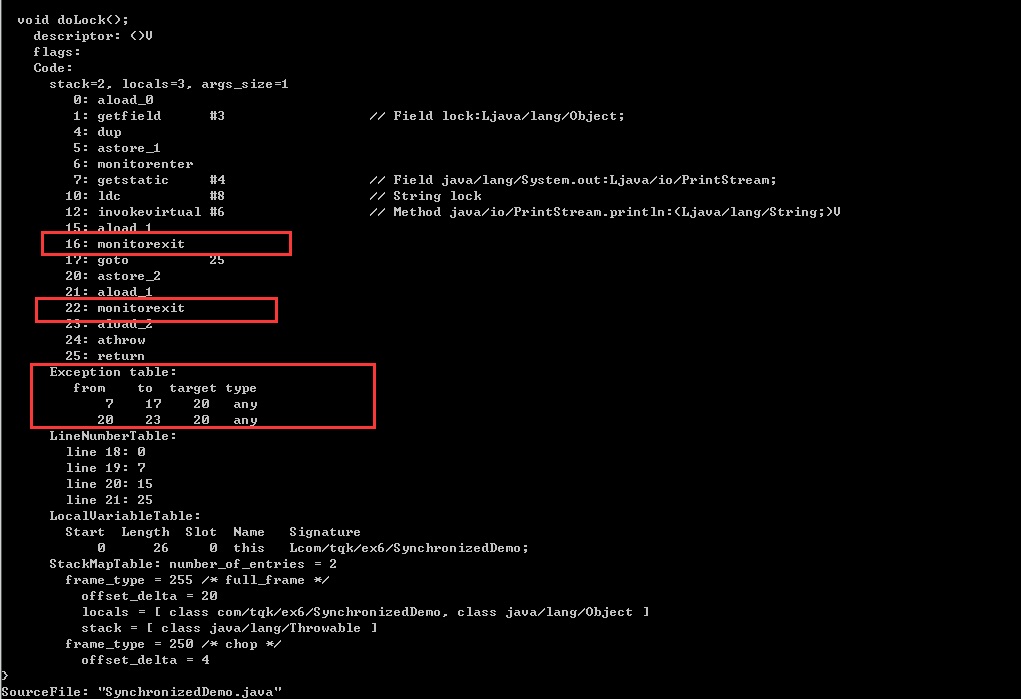 void doLock();
descriptor: ()V
flags:
Code:
stack=2, locals=3, args_size=1
0: aload_0
1: getfield #3 // Field lock:Ljava/lang/Object;
4: dup
5: astore_1
6: monitorenter
7: getstatic #4 // Field java/lang/System.out:Ljava/io/PrintStream;
10: ldc #8 // String lock
12: invokevirtual #6 // Method java/io/PrintStream.println:(Ljava/lang/String;)V
15: aload_1
16: monitorexit
17: goto 25
20: astore_2
21: aload_1
22: monitorexit
23: aload_2
24: athrow
25: return
Exception table:
from to target type
7 17 20 any
20 23 20 any
LineNumberTable:
line 18: 0
line 19: 7
line 20: 15
line 21: 25
LocalVariableTable:
Start Length Slot Name Signature
0 26 0 this Lcom/tqk/ex6/SynchronizedDemo;
StackMapTable: number_of_entries = 2
frame_type = 255 /* full_frame */
offset_delta = 20
locals = [ class com/tqk/ex6/SynchronizedDemo, class java/lang/Object ]
stack = [ class java/lang/Throwable ]
frame_type = 250 /* chop */
offset_delta = 4
}
SourceFile: "SynchronizedDemo.java"